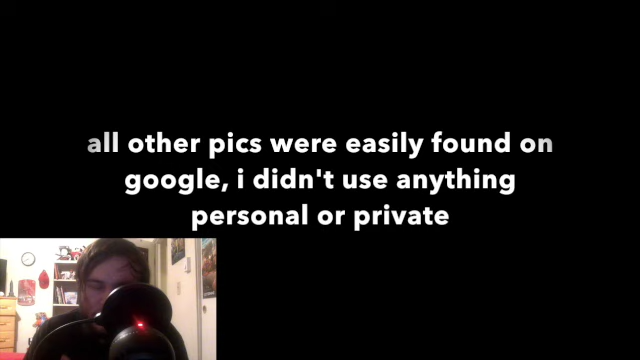 all other pics were easily found on
google, i didn't use anything
personal or private